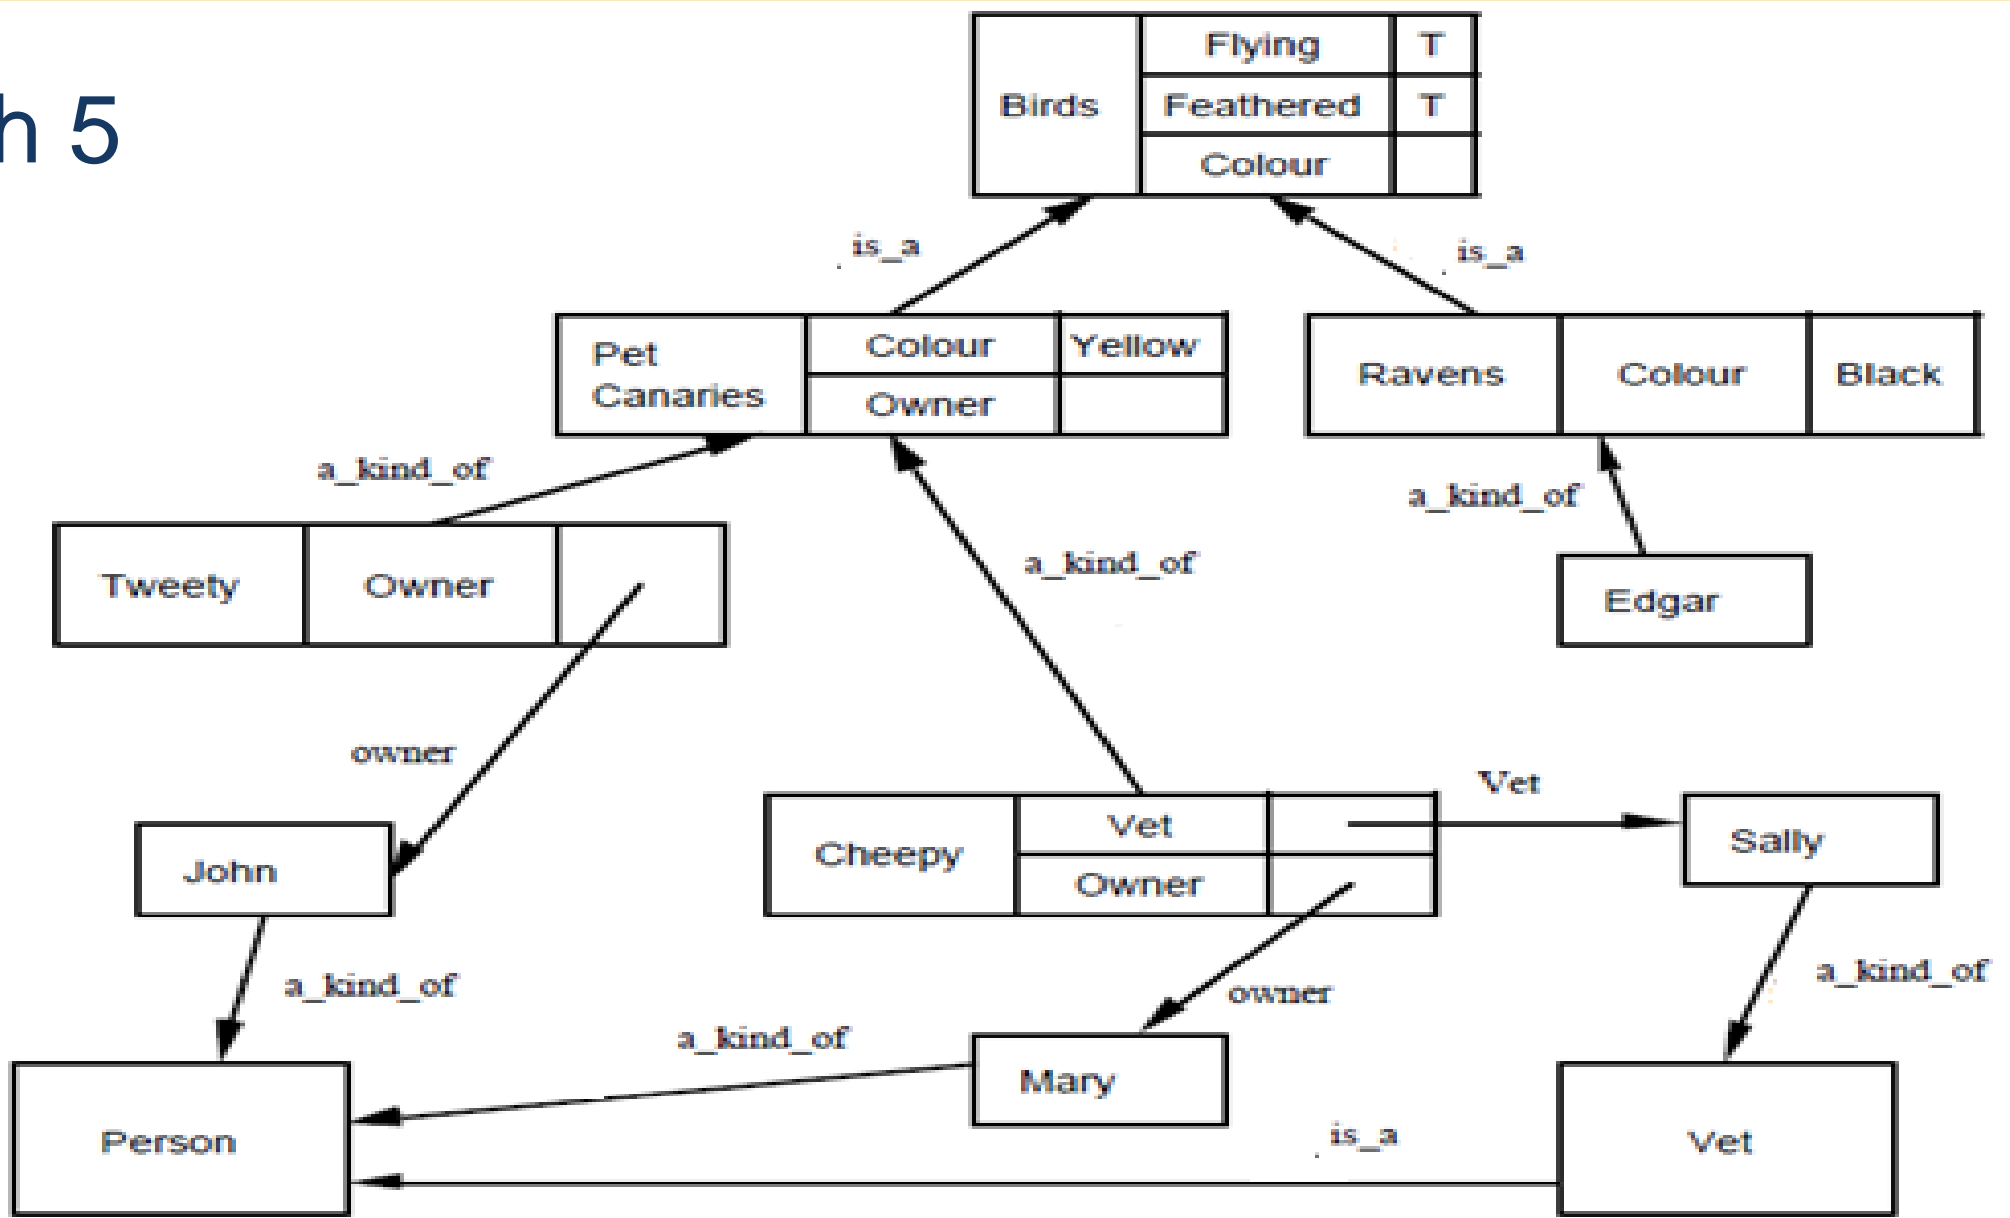 h 5
Flying T
Birds Feathered T
Colour
is_a
is_a
Pet Canaries Colour Yellow
Owner
Ravens Colour Black
a_kind_of
a_kind_of
a_kind_of
Tweety Owner
Edgar
owner
Vet
Cheepy Vet
Owner
Sally
John
a_kind_of
owner
a_kind_of
a_kind_of
Mary
Person
is_a
Vet